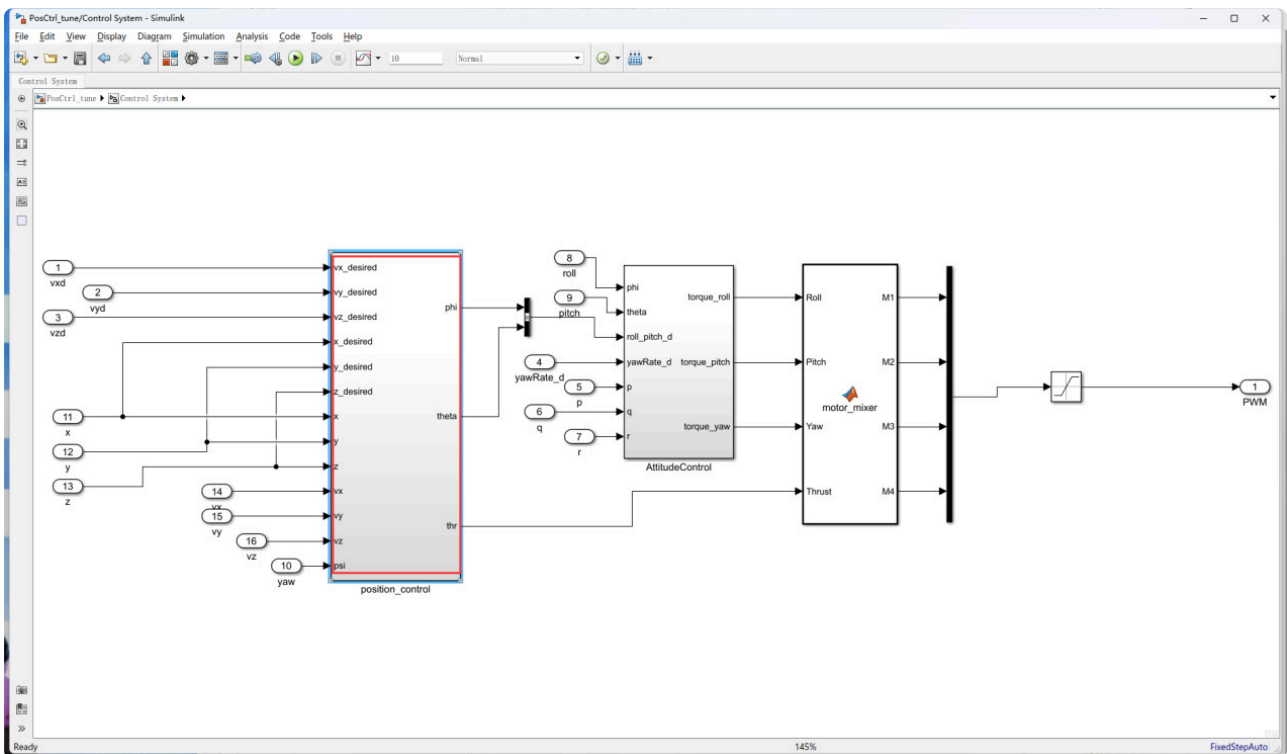 PosCtrl_tune/Control System - Simulink
File Edit View Display Diagram Simulation Analysis Code Tools Help
10 Normal
Control System
PosCtrl_tune Control System
1
vxd
2
vyd
3
vzd
11
x
12
y
13
z
14
vx
15
vy
16
vz
10
yaw
vx_desired
vy_desired
vz_desired
x_desired
y_desired
z_desired
x
y
z
vx
vy
vz
psi
phi
theta
thr
position_control
8
roll
9
pitch
4
yawRate_d
5
p
6
q
7
r
phi
theta
roll_pitch_d
yawRate_d
p
q
r
torque_roll
torque_pitch
torque_yaw
AttitudeControl
Roll
Pitch
Yaw
Thrust
motor_mixer
M1
M2
M3
M4
1
PWM
Ready 145% FixedStepAuto